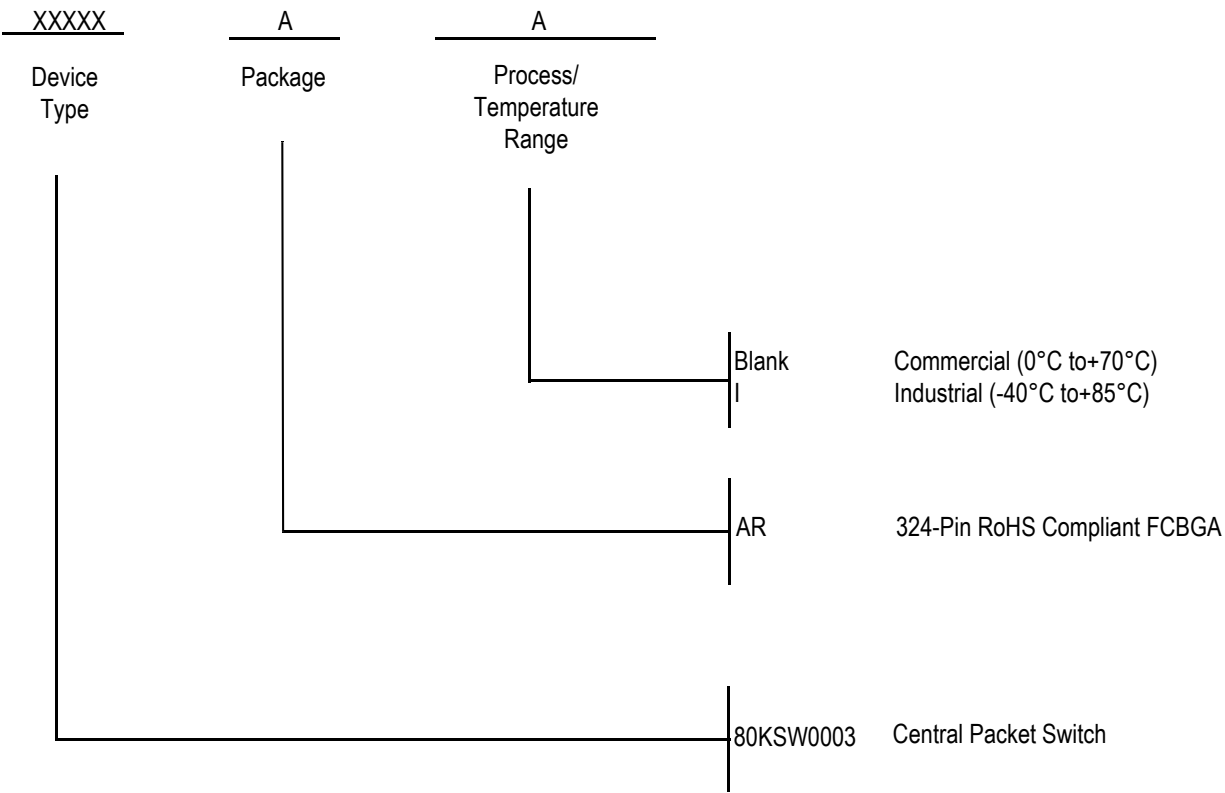 XXXXX A A
Device Type
Package
Process/
Temperature
Range
Blank Commercial (0°C to+70°C)
I Industrial (-40°C to+85°C)
AR 324-Pin RoHS Compliant FCBGA
80KSW0003 Central Packet Switch